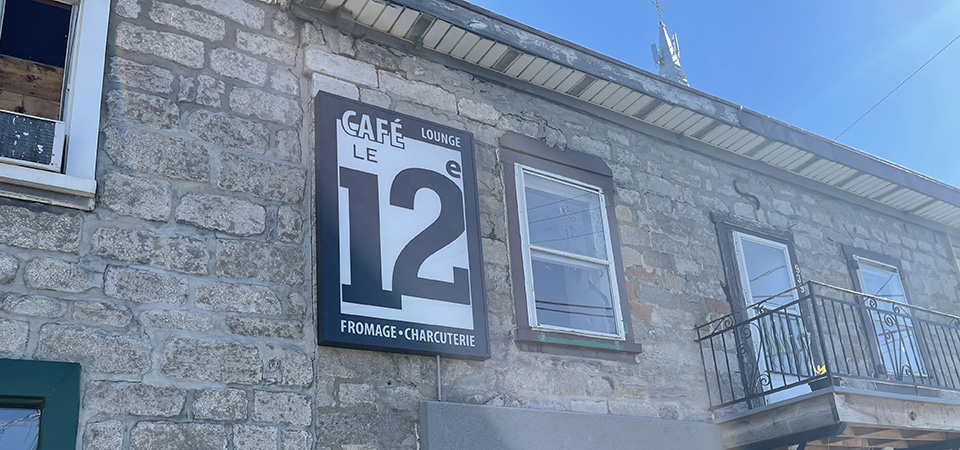 CAFÉ LOUNGE
LE
12e
FROMAGE • CHARCUTERIE